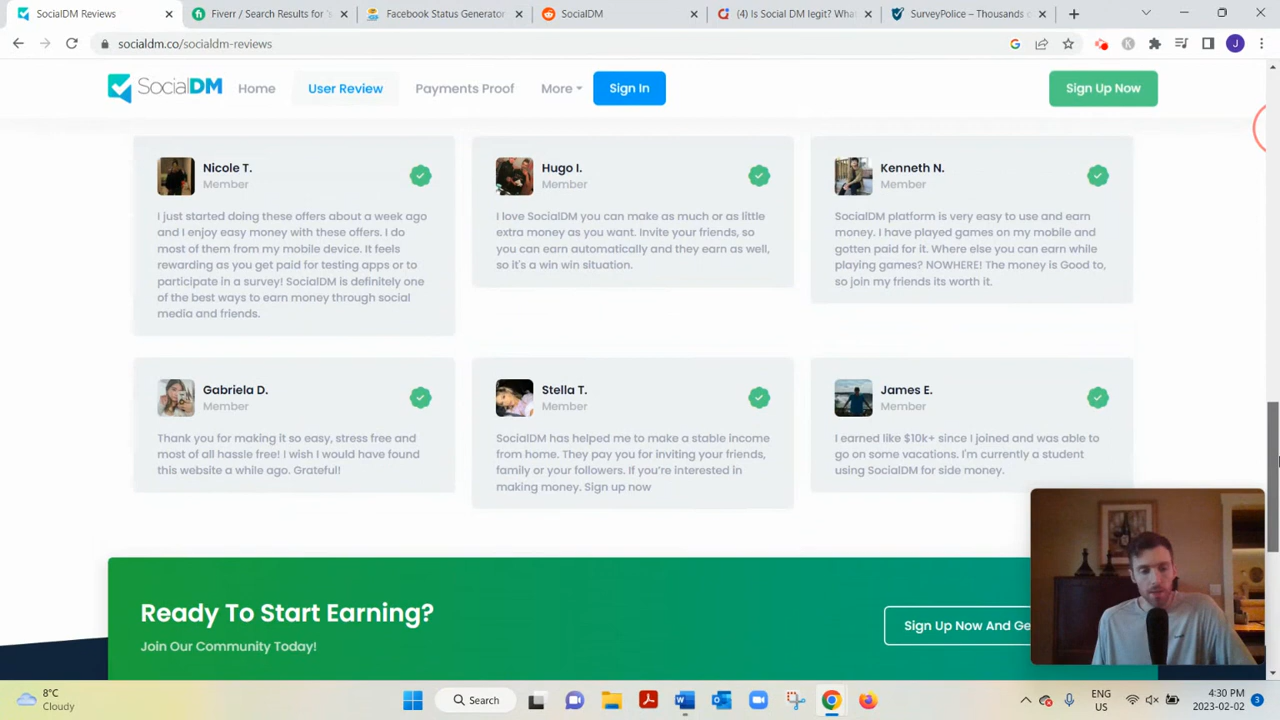 SocialDM Reviews
Fiverr / Search Results for 's
Facebook Status Generator
SocialDM
(4) Is Social DM legit? What
SurveyPolice – Thousands o
socialdm.co/socialdm-reviews
J
SocialDM
Home
User Review
Payments Proof
More
Sign In
Sign Up Now
Nicole T.
Member
I just started doing these offers about a week ago
and I enjoy easy money with these offers. I do
most of them from my mobile device. It feels
rewarding as you get paid for testing apps or to
participate in a survey! SocialDM is definitely one
of the best ways to earn money through social
media and friends.
Hugo I.
Member
I love SocialDM you can make as much or as little
extra money as you want. Invite your friends, so
you can earn automatically and they earn as well,
so it's a win win situation.
Kenneth N.
Member
SocialDM platform is very easy to use and earn
money. I have played games on my mobile and
gotten paid for it. Where else you can earn while
playing games? NOWHERE! The money is Good to,
so join my friends its worth it.
Gabriela D.
Member
Thank you for making it so easy, stress free and
most of all hassle free! I wish I would have found
this website a while ago. Grateful!
Stella T.
Member
SocialDM has helped me to make a stable income
from home. They pay you for inviting your friends,
family or your followers. If you're interested in
making money. Sign up now
James E.
Member
I earned like $10k+ since I joined and was able to
go on some vacations. I'm currently a student
using SocialDM for side money.
Ready To Start Earning?
Join Our Community Today!
Sign Up Now And Ge
8°C
Cloudy
Search
ENG
US
4:30 PM
2023-02-02
3